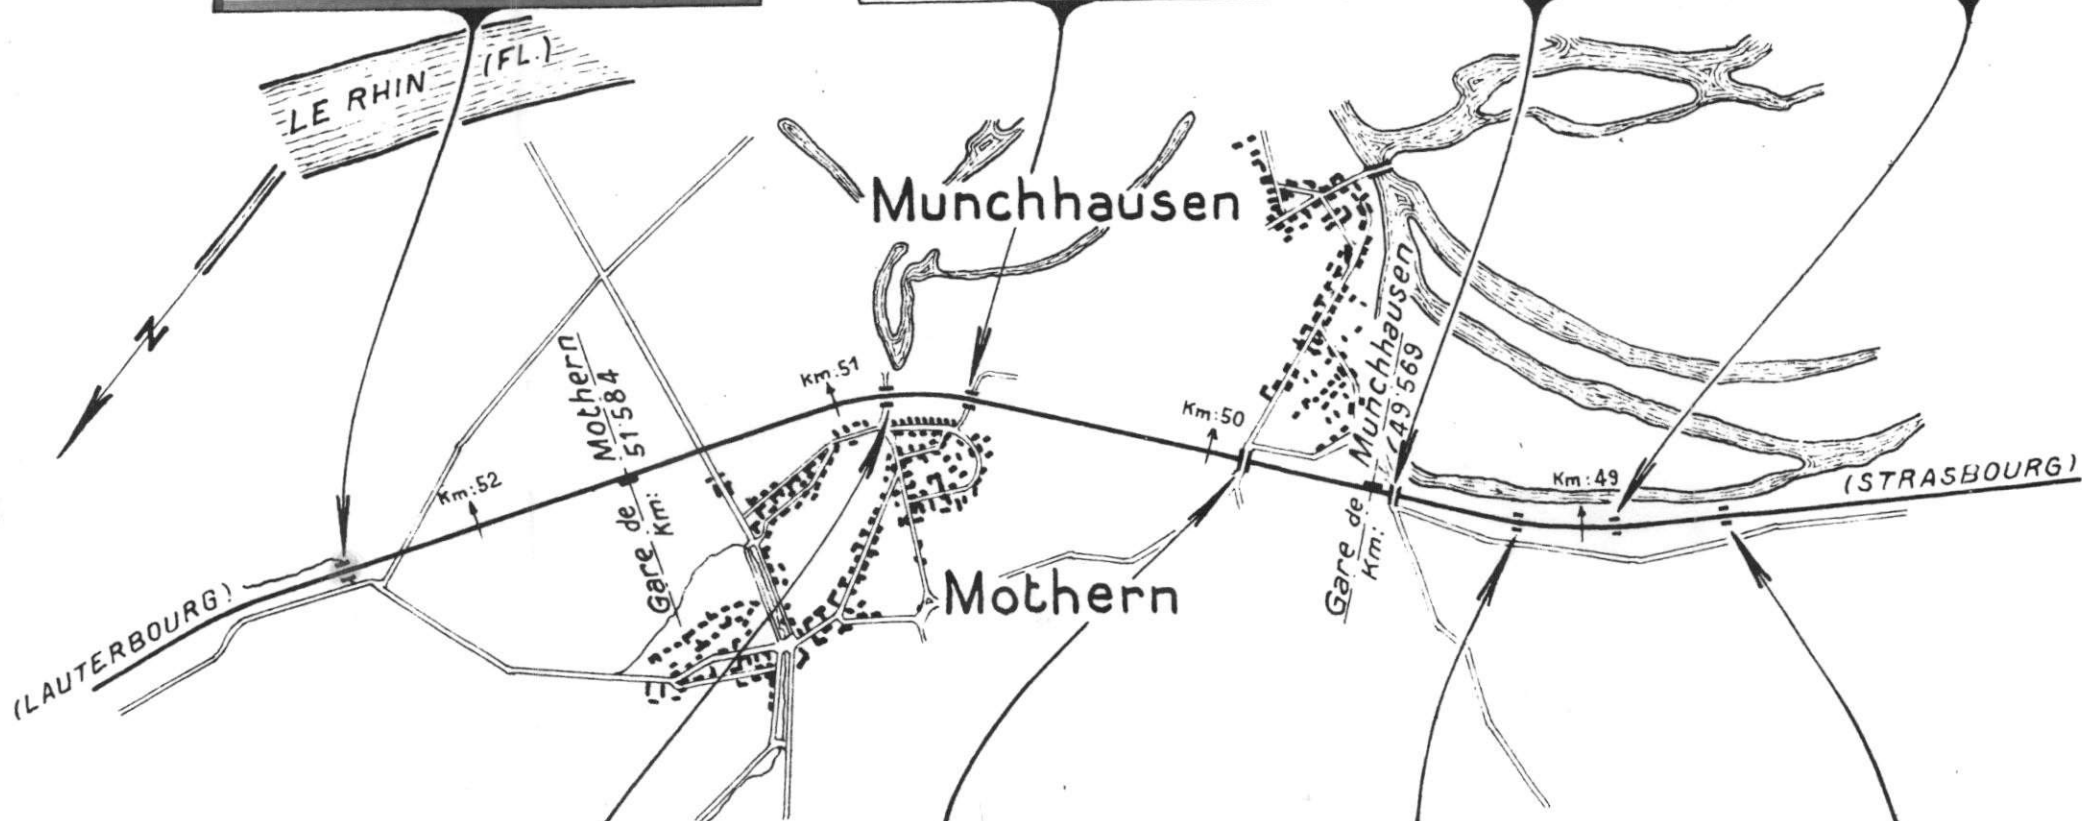 LE RHIN (FL.)
Munchhausen
N
Km:51
Mothern
51·584
Gare de
Km:
Km:52
Km:50
Munchhausen
49·569
Gare de
Km:
Km:49
(STRASBOURG)
Mothern
(LAUTERBOURG)